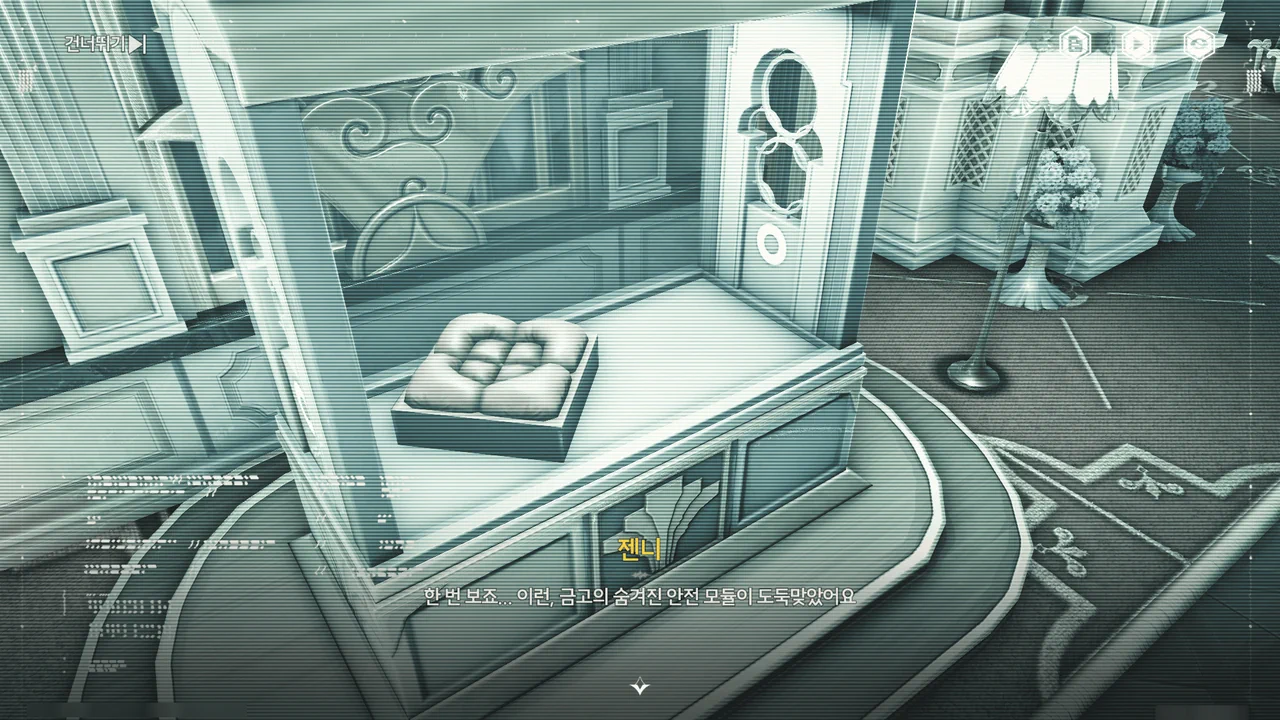 건너뛰기
젠니
한 번 보죠... 이런, 금고의 숨겨진 안전 모듈이 도둑맞았어요